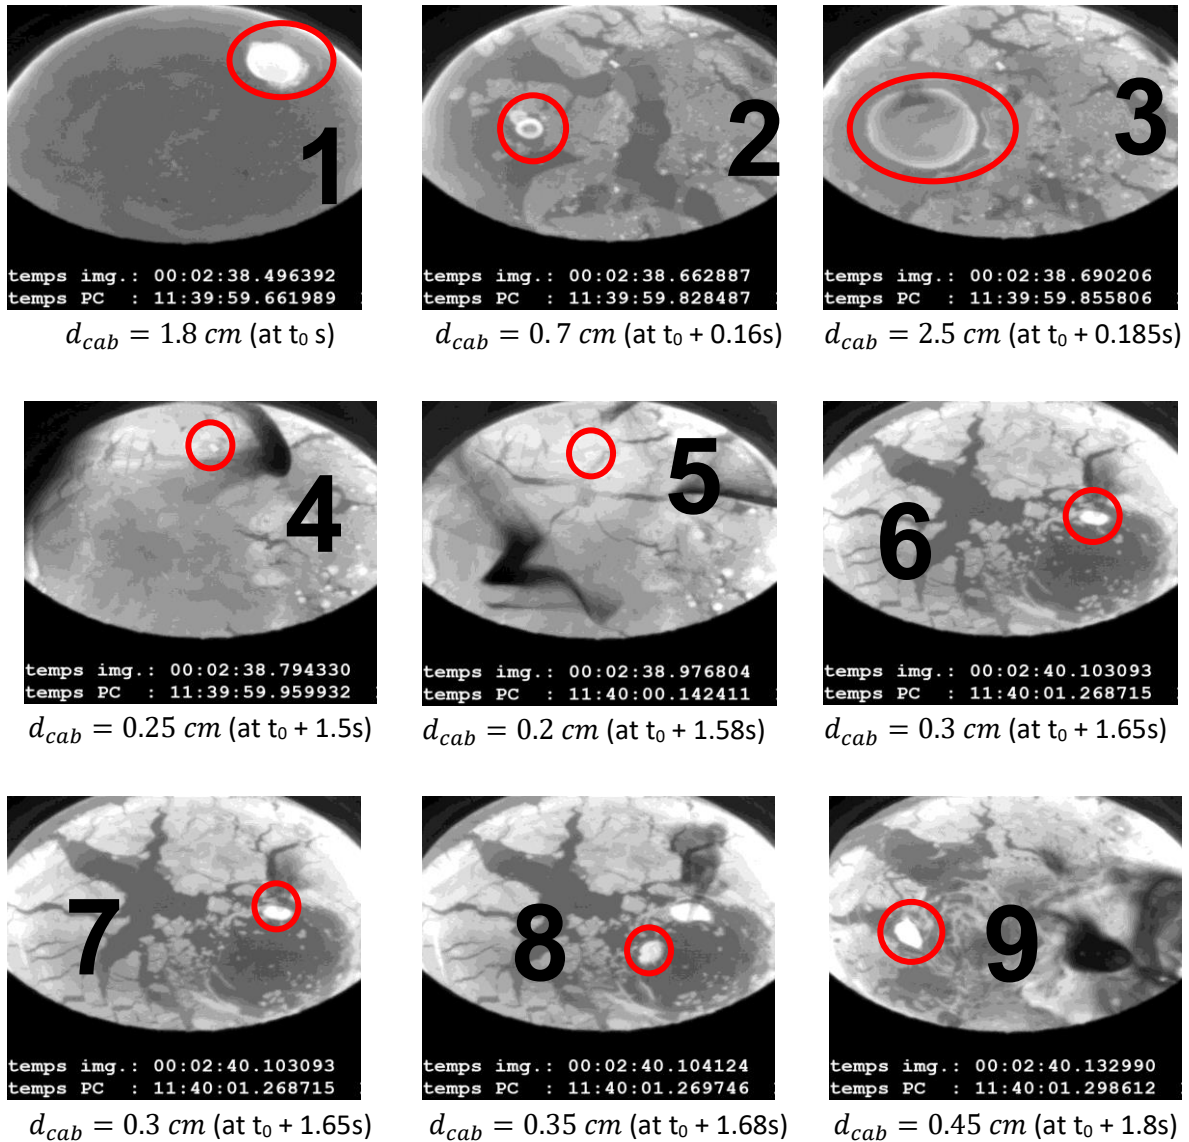 1
temps img.: 00:02:38.496392
temps PC : 11:39:59.661989
d_cab = 1.8 cm (at t₀ s)
2
temps img.: 00:02:38.662887
temps PC : 11:39:59.828487
d_cab = 0.7 cm (at t₀ + 0.16s)
3
temps img.: 00:02:38.690206
temps PC : 11:39:59.855806
d_cab = 2.5 cm (at t₀ + 0.185s)
4
temps img.: 00:02:38.794330
temps PC : 11:39:59.959932
d_cab = 0.25 cm (at t₀ + 1.5s)
5
temps img.: 00:02:38.976804
temps PC : 11:40:00.142411
d_cab = 0.2 cm (at t₀ + 1.58s)
6
temps img.: 00:02:40.103093
temps PC : 11:40:01.268715
d_cab = 0.3 cm (at t₀ + 1.65s)
7
temps img.: 00:02:40.103093
temps PC : 11:40:01.268715
d_cab = 0.3 cm (at t₀ + 1.65s)
8
temps img.: 00:02:40.104124
temps PC : 11:40:01.269746
d_cab = 0.35 cm (at t₀ + 1.68s)
9
temps img.: 00:02:40.132990
temps PC : 11:40:01.298612
d_cab = 0.45 cm (at t₀ + 1.8s)